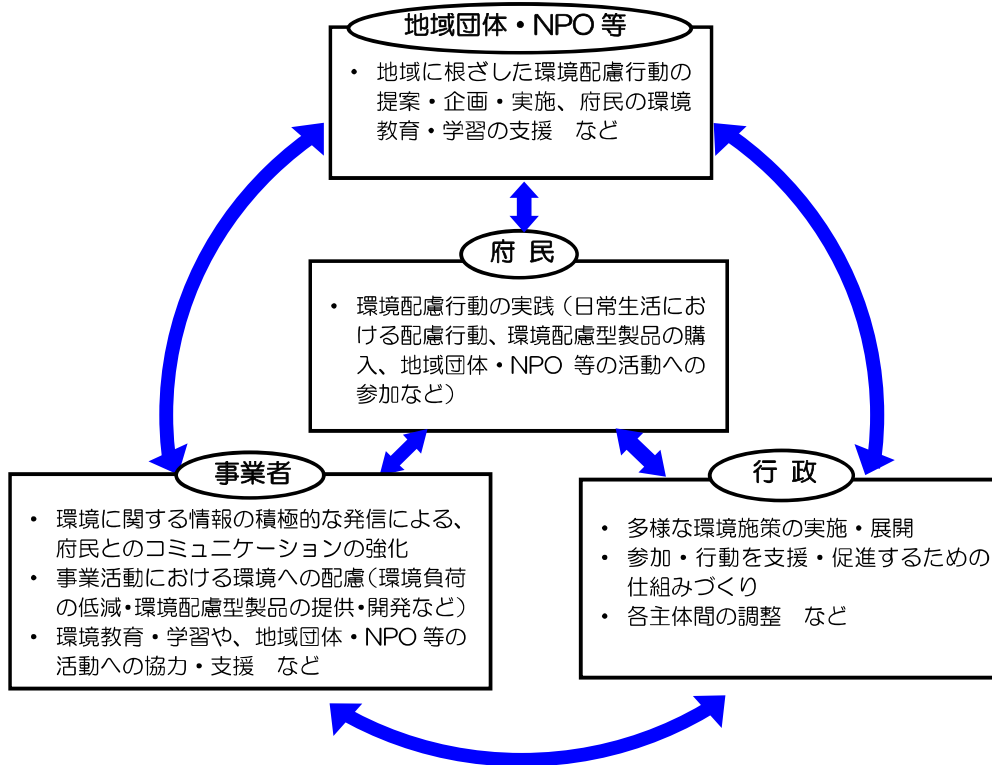 地域団体・NPO 等
・ 地域に根ざした環境配慮行動の
提案・企画・実施、府民の環境
教育・学習の支援　など
府 民
・ 環境配慮行動の実践（日常生活にお
ける配慮行動、環境配慮型製品の購
入、地域団体・NPO 等の活動への
参加など）
事業者
・ 環境に関する情報の積極的な発信による、
府民とのコミュニケーションの強化
・ 事業活動における環境への配慮（環境負荷
の低減・環境配慮型製品の提供・開発など）
・ 環境教育・学習や、地域団体・NPO 等の
活動への協力・支援　など
行 政
・ 多様な環境施策の実施・展開
・ 参加・行動を支援・促進するための
仕組みづくり
・ 各主体間の調整　など